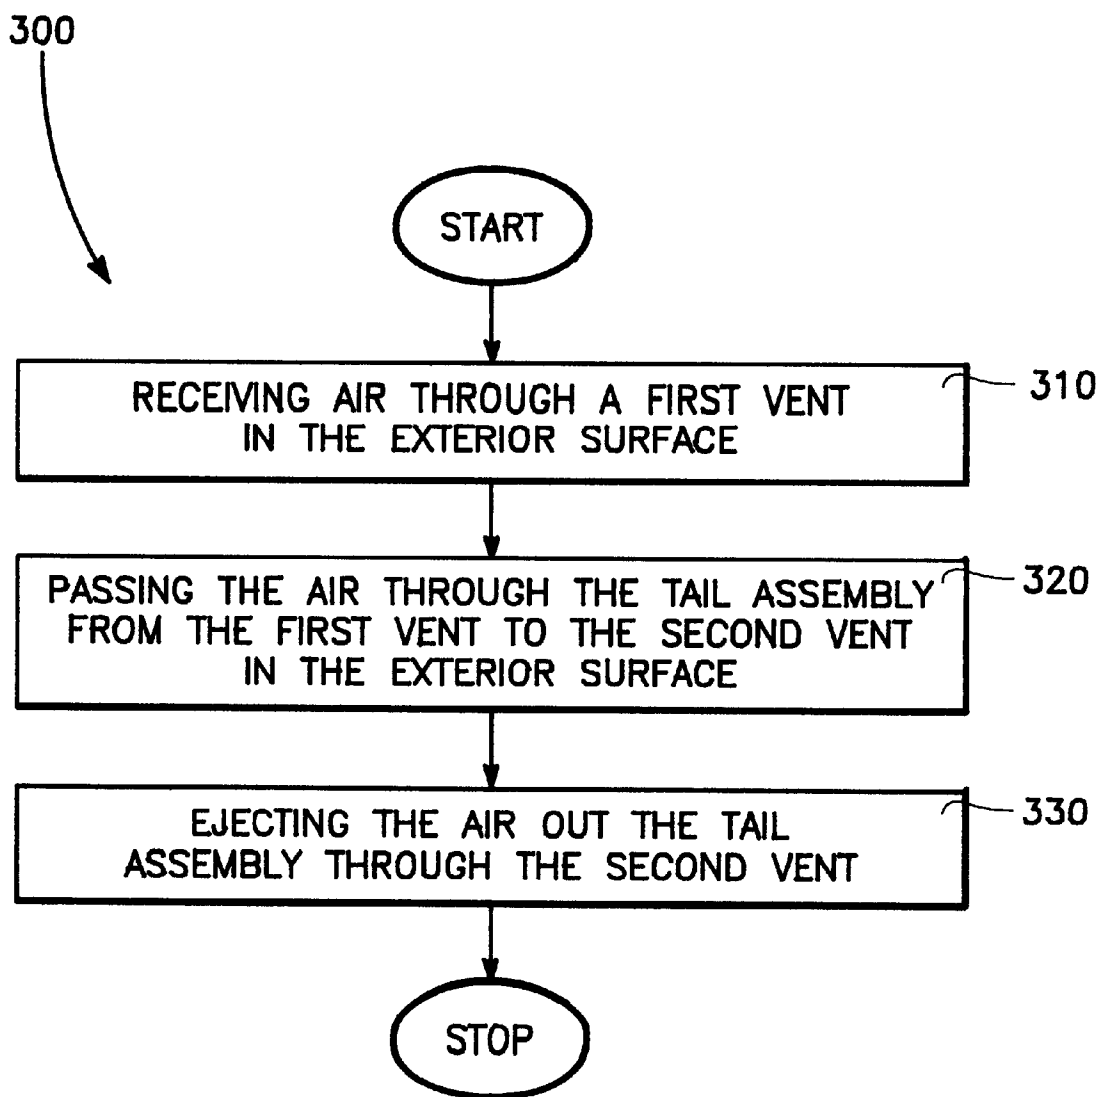 300
START
RECEIVING AIR THROUGH A FIRST VENT
IN THE EXTERIOR SURFACE
310
PASSING THE AIR THROUGH THE TAIL ASSEMBLY
FROM THE FIRST VENT TO THE SECOND VENT
IN THE EXTERIOR SURFACE
320
EJECTING THE AIR OUT THE TAIL
ASSEMBLY THROUGH THE SECOND VENT
330
STOP